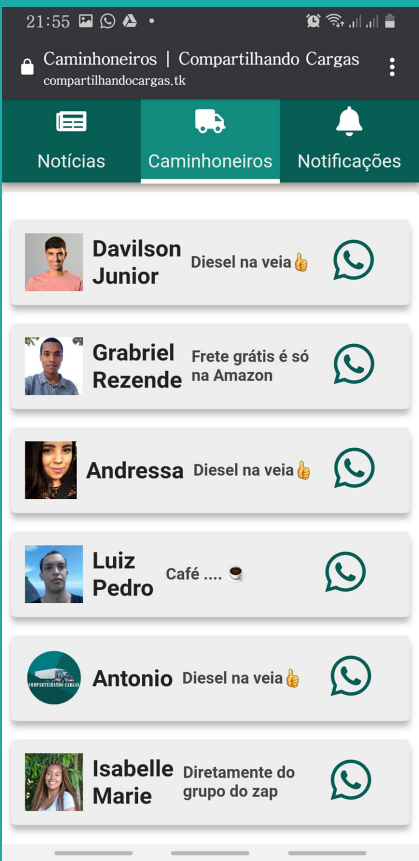 21:55
Caminhoneiros | Compartilhando Cargas
compartilhandocargas.tk
Notícias
Caminhoneiros
Notificações
Davilson
Junior
Diesel na veia👍
Grabriel
Rezende
Frete grátis é só
na Amazon
Andressa
Diesel na veia👍
Luiz
Pedro
Café .... ☕
COMPARTILHANDO CARGAS
Antonio
Diesel na veia👍
Isabelle
Marie
Diretamente do
grupo do zap